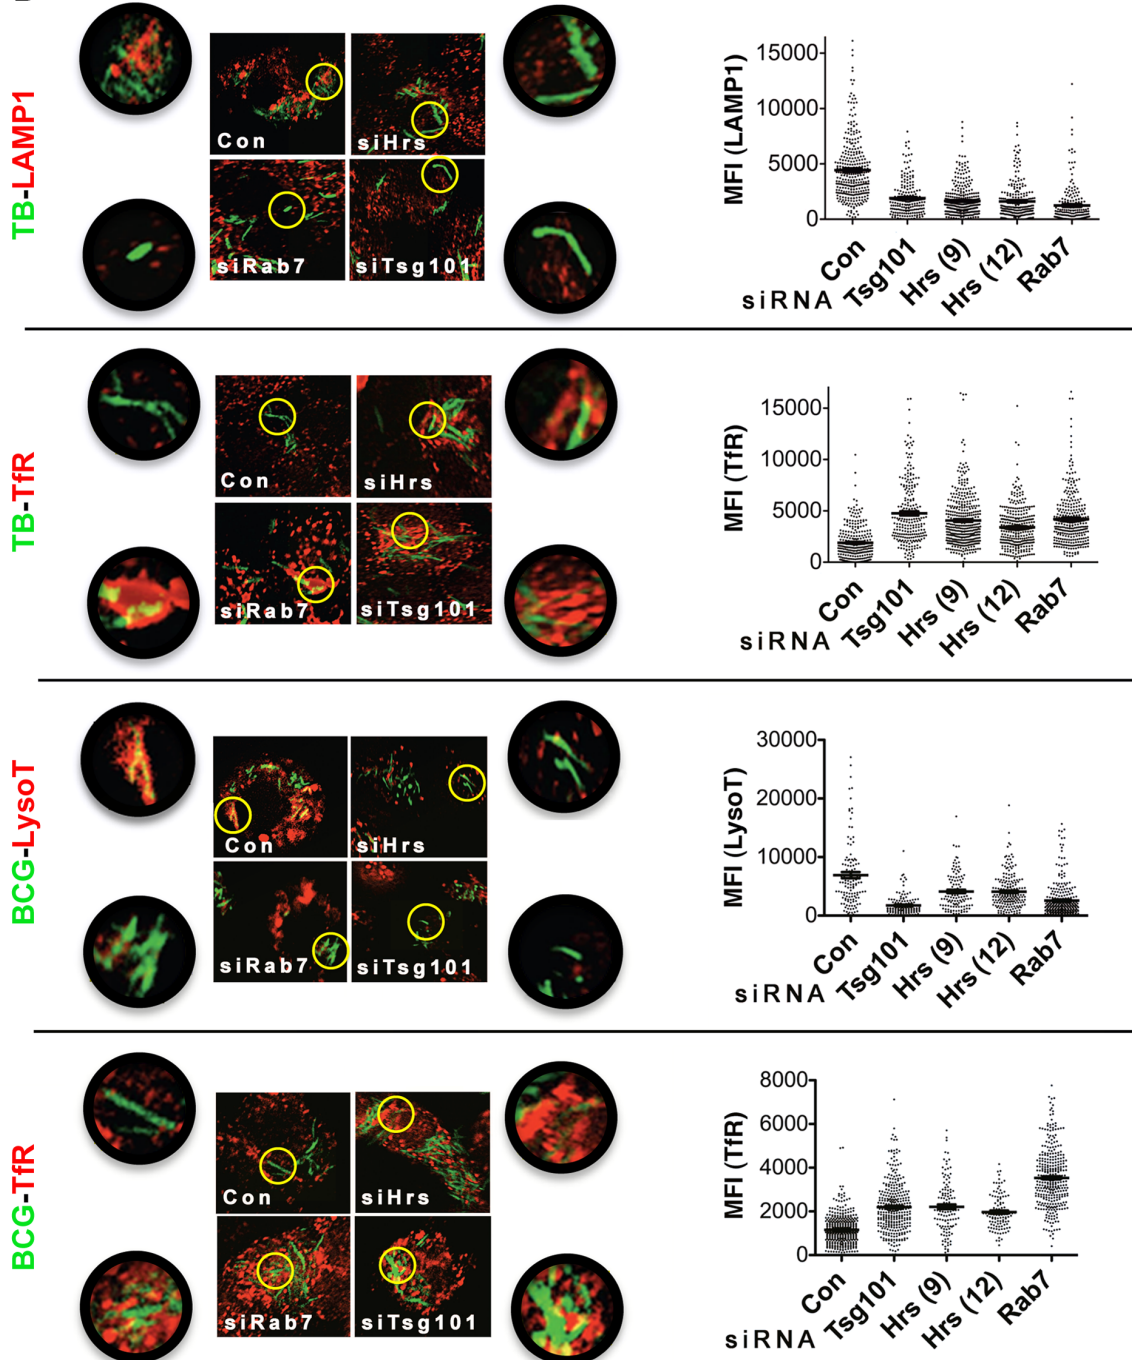 TB-LAMP1
Con
siHrs
siRab7
siTsg101
MFI (LAMP1)
15000
10000
5000
0
siRNA
Con
Tsg101
Hrs (9)
Hrs (12)
Rab7
TB-TfR
Con
siHrs
siRab7
siTsg101
MFI (TfR)
15000
10000
5000
0
siRNA
Con
Tsg101
Hrs (9)
Hrs (12)
Rab7
BCG-LysoT
Con
siHrs
siRab7
siTsg101
MFI (LysoT)
30000
20000
10000
0
siRNA
Con
Tsg101
Hrs (9)
Hrs (12)
Rab7
BCG-TfR
Con
siHrs
siRab7
siTsg101
MFI (TfR)
8000
6000
4000
2000
0
siRNA
Con
Tsg101
Hrs (9)
Hrs (12)
Rab7